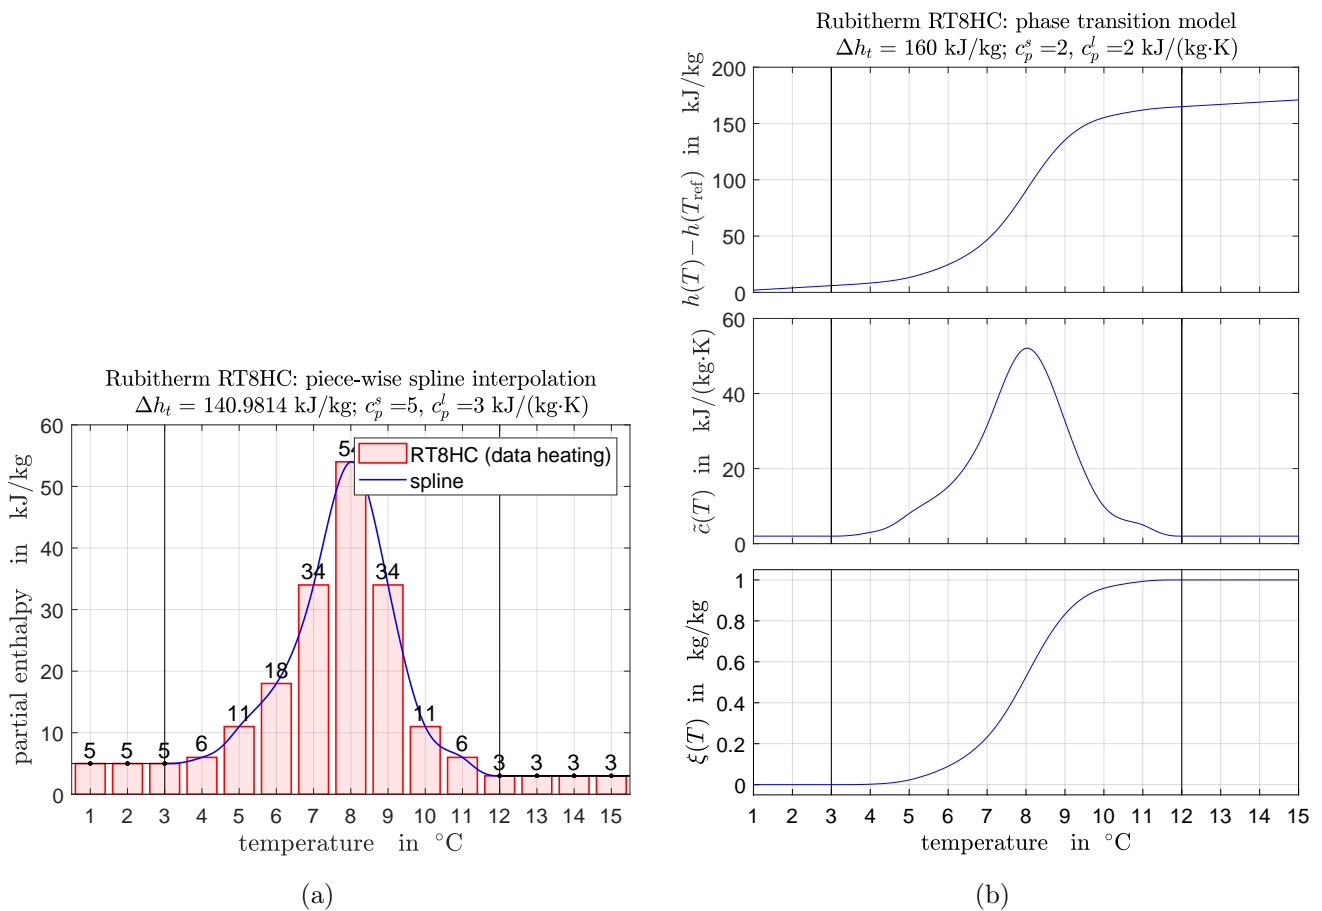 Rubitherm RT8HC: piece-wise spline interpolation
Δhₜ = 140.9814 kJ/kg; cₚˢ =5, cₚˡ =3 kJ/(kg·K)
partial enthalpy in kJ/kg
60
50
40
30
20
10
0
RT8HC (data heating)
spline
5 5 5 6 11 18 34 54 34 11 6 3 3 3 3
1 2 3 4 5 6 7 8 9 10 11 12 13 14 15
temperature in °C
(a)
Rubitherm RT8HC: phase transition model
Δhₜ = 160 kJ/kg; cₚˢ =2, cₚˡ =2 kJ/(kg·K)
h(T)−h(T_ref) in kJ/kg
200
150
100
50
0
c̃(T) in kJ/(kg·K)
60
40
20
0
ξ(T) in kg/kg
1
0.8
0.6
0.4
0.2
0
1 2 3 4 5 6 7 8 9 10 11 12 13 14 15
temperature in °C
(b)